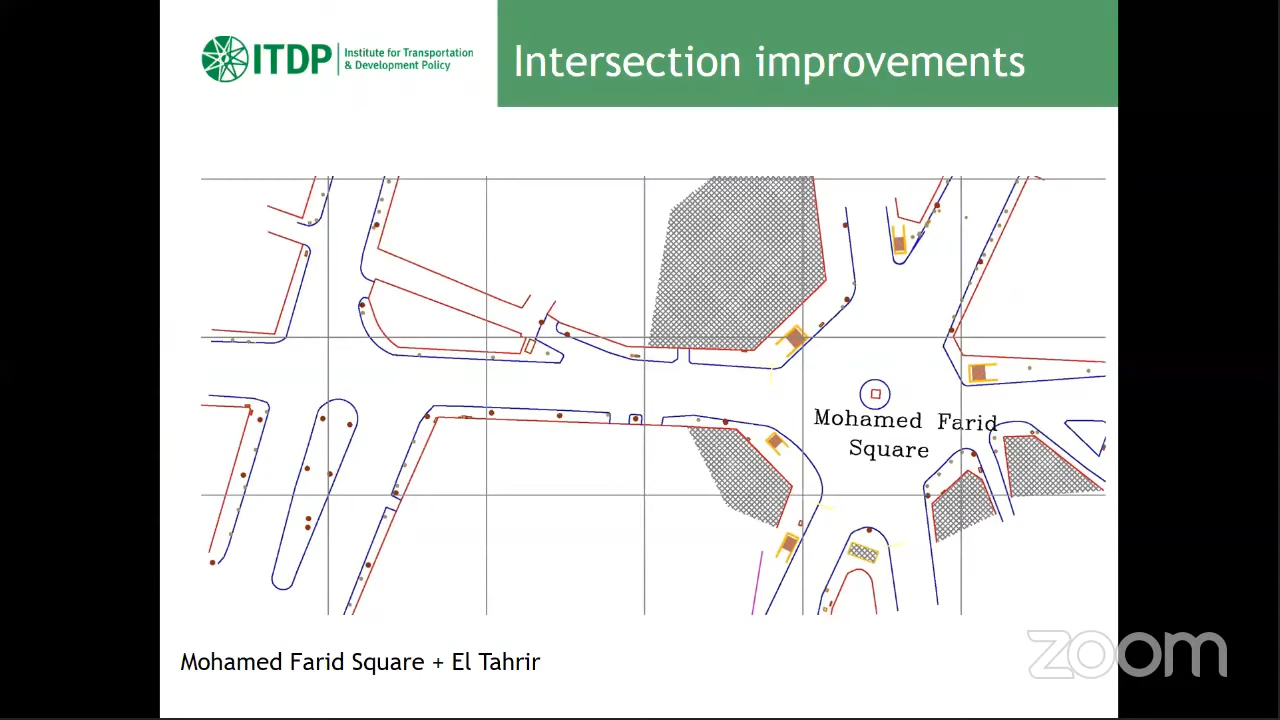 ITDP
Institute for Transportation
& Development Policy
Intersection improvements
Mohamed Farid
Square
Mohamed Farid Square + El Tahrir
zoom